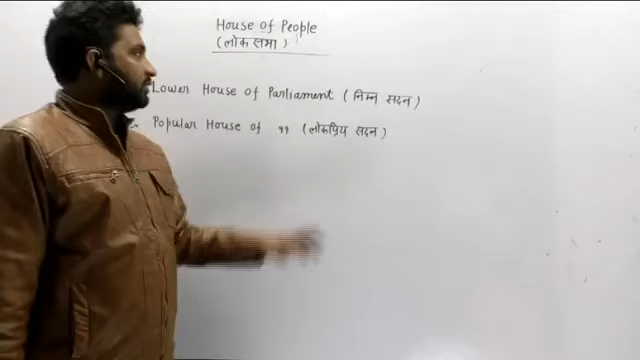 House of People
(लोक सभा)
Lower House of Parliament (निम्न सदन)
Popular House of " (लोकप्रिय सदन)